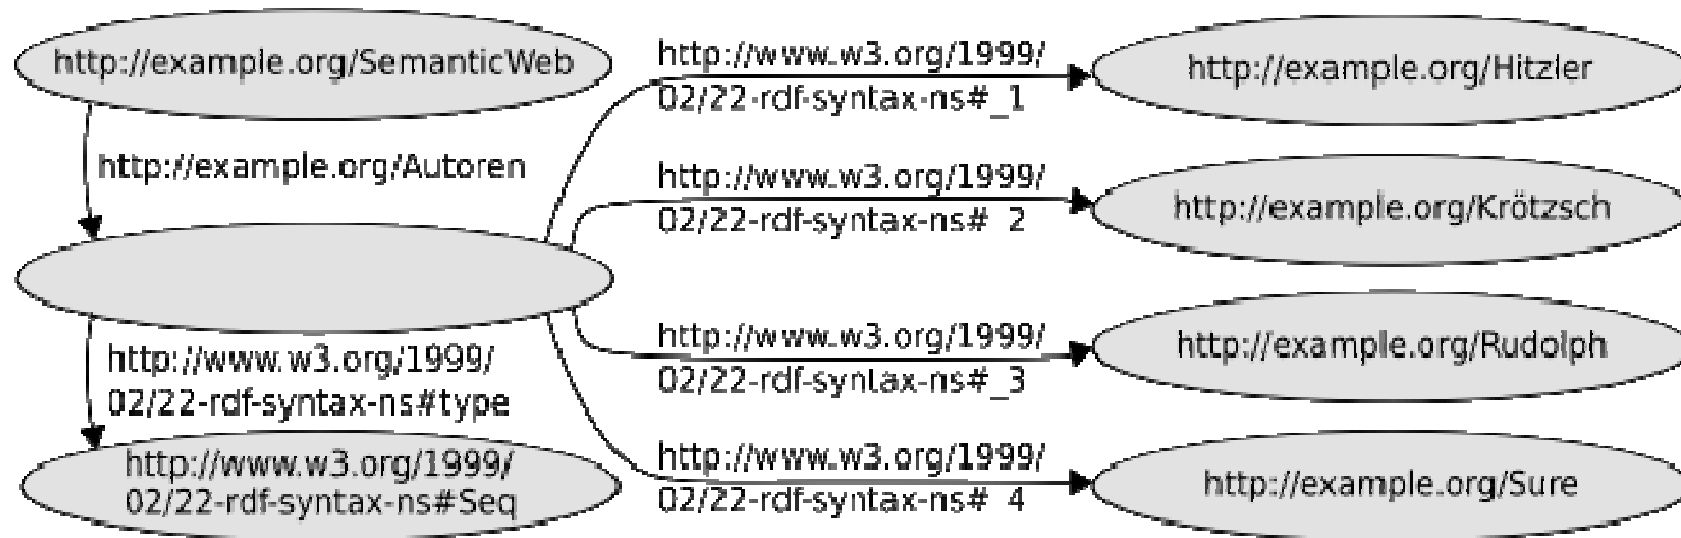 http://example.org/SemanticWeb
http://example.org/Autoren
http://www.w3.org/1999/
02/22-rdf-syntax-ns#type
http://www.w3.org/1999/
02/22-rdf-syntax-ns#Seq
http://www.w3.org/1999/
02/22-rdf-syntax-ns#_1
http://example.org/Hitzler
http://www.w3.org/1999/
02/22-rdf-syntax-ns#_2
http://example.org/Krötzsch
http://www.w3.org/1999/
02/22-rdf-syntax-ns#_3
http://example.org/Rudolph
http://www.w3.org/1999/
02/22-rdf-syntax-ns#_4
http://example.org/Sure